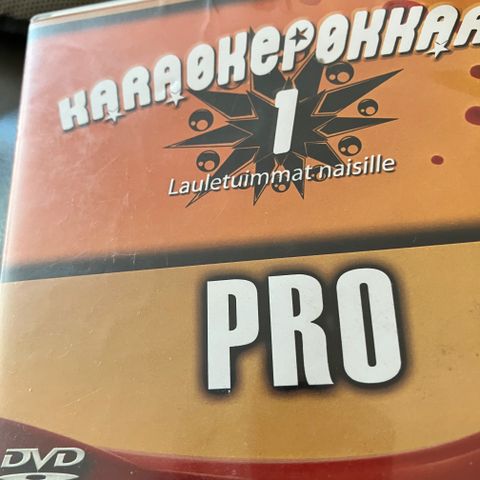 KARAOKEPOKKAR
1
Lauletuimmat naisille
PRO
DVD